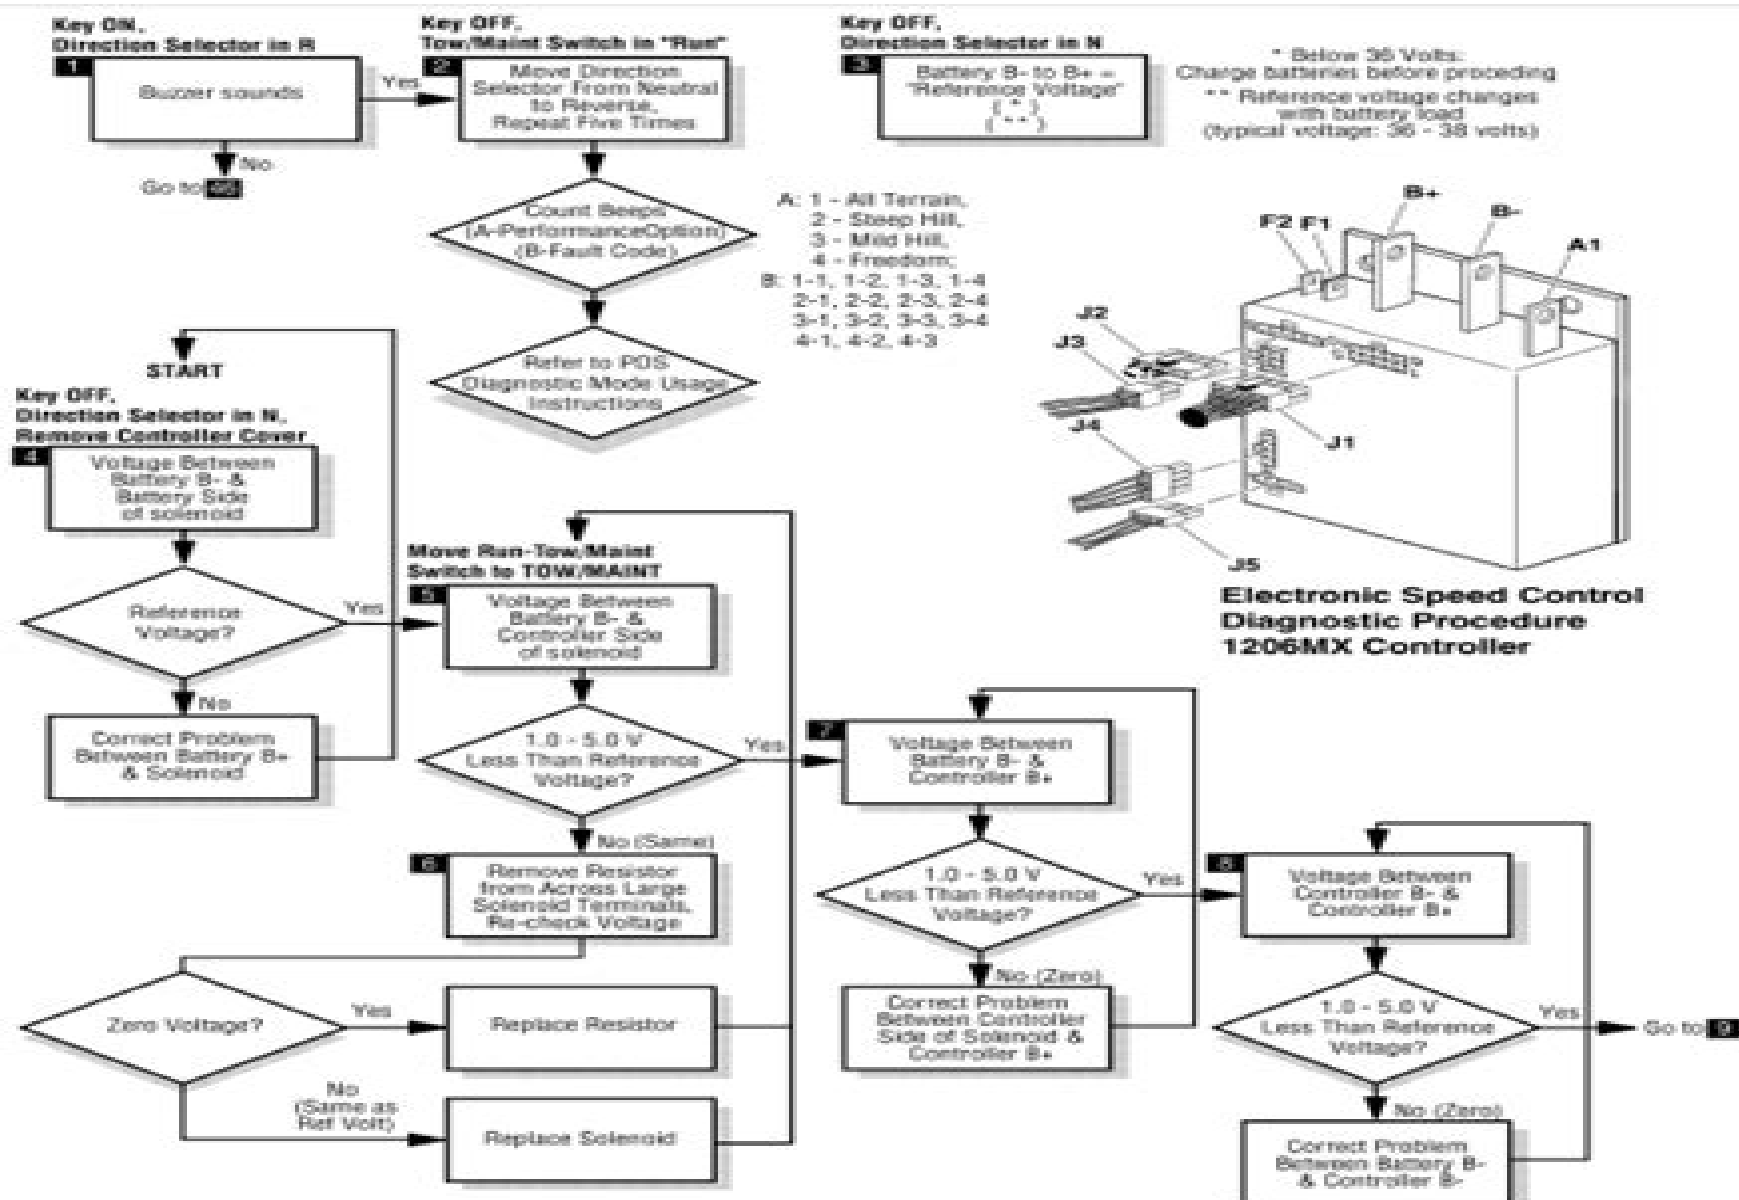 Key ON,
Direction Selector in R
1
Buzzer sounds
Yes
No
Go to 46
Key OFF,
Tow/Maint Switch in "Run"
2
Move Direction
Selector From Neutral
to Reverse,
Repeat Five Times
Count Beeps
(A-PerformanceOption)
(B-Fault Code)
Refer to PDS
Diagnostic Mode Usage
Instructions
A: 1 - All Terrain,
2 - Steep Hill,
3 - Mild Hill,
4 - Freedom;
B: 1-1, 1-2, 1-3, 1-4
2-1, 2-2, 2-3, 2-4
3-1, 3-2, 3-3, 3-4
4-1, 4-2, 4-3
Key OFF,
Direction Selector in N
3
Battery B- to B+ =
"Reference Voltage"
( * )
( ** )
* Below 36 Volts:
Charge batteries before proceding
** Reference voltage changes
with battery load
(typical voltage: 36 - 38 volts)
B+
B-
F2 F1
A1
J2
J3
J4
J1
J5
Electronic Speed Control
Diagnostic Procedure
1206MX Controller
START
Key OFF,
Direction Selector in N,
Remove Controller Cover
4
Voltage Between
Battery B- &
Battery Side
of solenoid
Reference
Voltage?
Yes
No
Correct Problem
Between Battery B+
& Solenoid
Move Run-Tow/Maint
Switch to TOW/MAINT
5
Voltage Between
Battery B- &
Controller Side
of solenoid
1.0 - 5.0 V
Less Than Reference
Voltage?
Yes
No (Same)
6
Remove Resistor
from Across Large
Solenoid Terminals,
Re-check Voltage
Zero Voltage?
Yes
Replace Resistor
No
(Same as
Ref Volt)
Replace Solenoid
7
Voltage Between
Battery B- &
Controller B+
1.0 - 5.0 V
Less Than Reference
Voltage?
Yes
No (Zero)
Correct Problem
Between Controller
Side of Solenoid &
Controller B+
8
Voltage Between
Controller B- &
Controller B+
1.0 - 5.0 V
Less Than Reference
Voltage?
Yes
Go to 9
No (Zero)
Correct Problem
Between Battery B-
& Controller B-